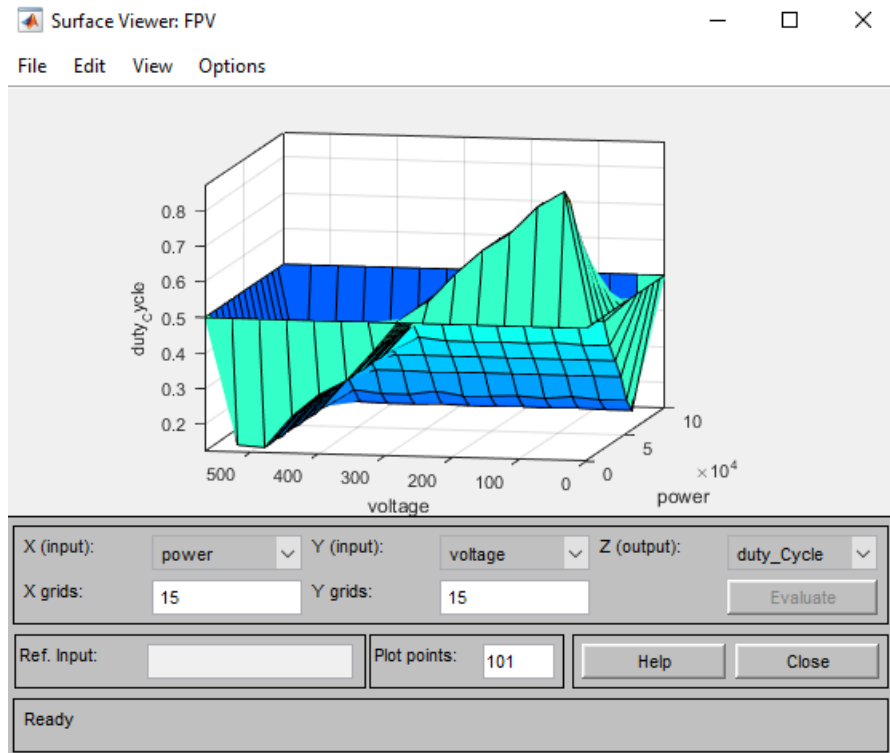 Surface Viewer: FPV
File Edit View Options
0.8
0.7
0.6
0.5
0.4
0.3
0.2
duty_cycle
500 400 300 200 100 0
voltage
0 5 10
×10^4
power
X (input): power Y (input): voltage Z (output): duty_Cycle
X grids: 15 Y grids: 15 Evaluate
Ref. Input: Plot points: 101 Help Close
Ready